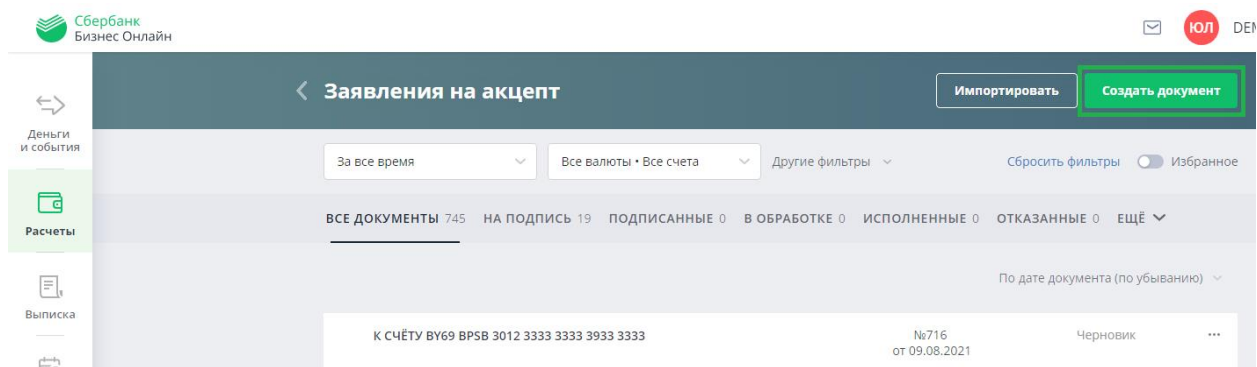 Сбербанк
Бизнес Онлайн
ЮЛ
Заявления на акцепт
Импортировать
Создать документ
Деньги
и события
За все время
Все валюты • Все счета
Другие фильтры
Сбросить фильтры
Избранное
Расчеты
ВСЕ ДОКУМЕНТЫ 745 НА ПОДПИСЬ 19 ПОДПИСАННЫЕ 0 В ОБРАБОТКЕ 0 ИСПОЛНЕННЫЕ 0 ОТКАЗАННЫЕ 0 ЕЩЁ
По дате документа (по убыванию)
Выписка
К СЧЁТУ BY69 BPSB 3012 3333 3333 3933 3333
№716
от 09.08.2021
Черновик